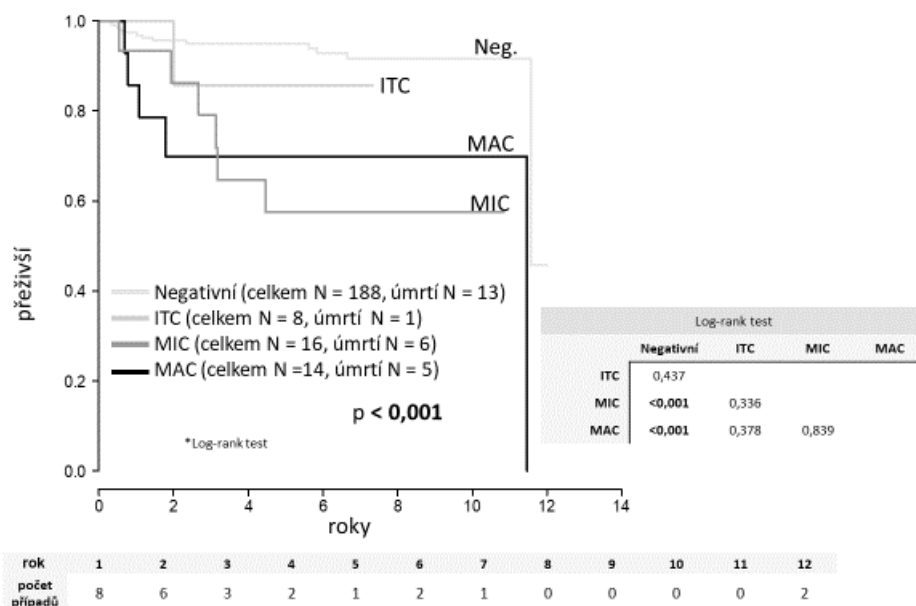 1.0
0.8
0.6
0.4
0.2
0.0
přeživší
Neg.
ITC
MAC
MIC
Negativní (celkem N = 188, úmrtí N = 13)
ITC (celkem N = 8, úmrtí N = 1)
MIC (celkem N = 16, úmrtí N = 6)
MAC (celkem N =14, úmrtí N = 5)
p < 0,001
*Log-rank test
0 2 4 6 8 10 12 14
roky
Log-rank test
Negativní ITC MIC MAC
ITC 0,437
MIC <0,001 0,336
MAC <0,001 0,378 0,839
rok 1 2 3 4 5 6 7 8 9 10 11 12
počet
případů 8 6 3 2 1 2 1 0 0 0 0 2